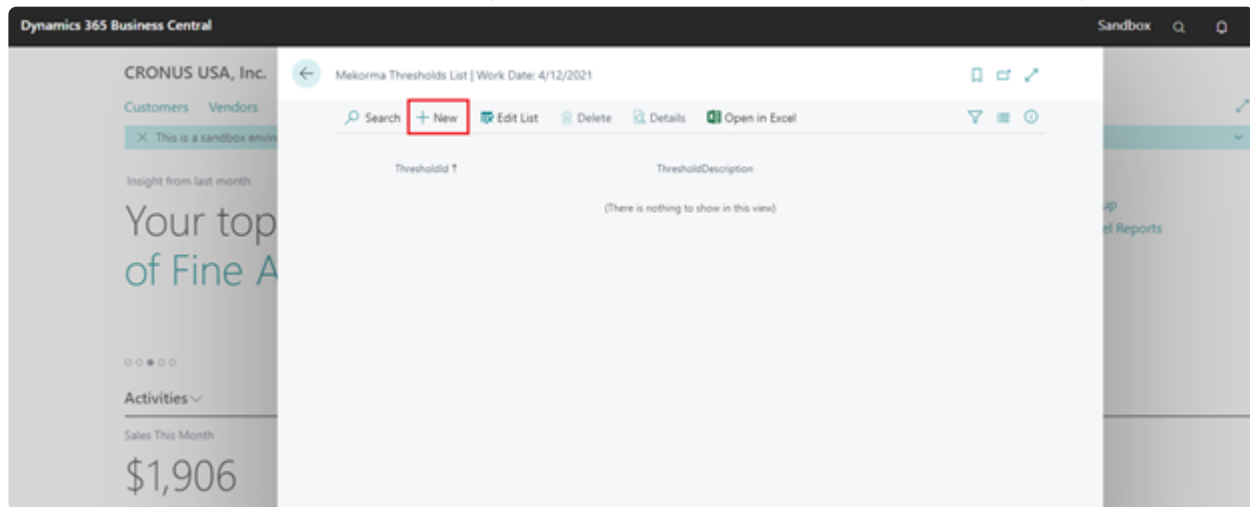 Dynamics 365 Business Central Sandbox
CRONUS USA, Inc.
Mekorma Thresholds List | Work Date: 4/12/2021
Customers Vendors
Search + New Edit List Delete Details Open in Excel
× This is a sandbox enviro
ThresholdId ↑ ThresholdDescription
Insight from last month
(There is nothing to show in this view)
Your top
of Fine A
up
el Reports
Activities
Sales This Month
$1,906